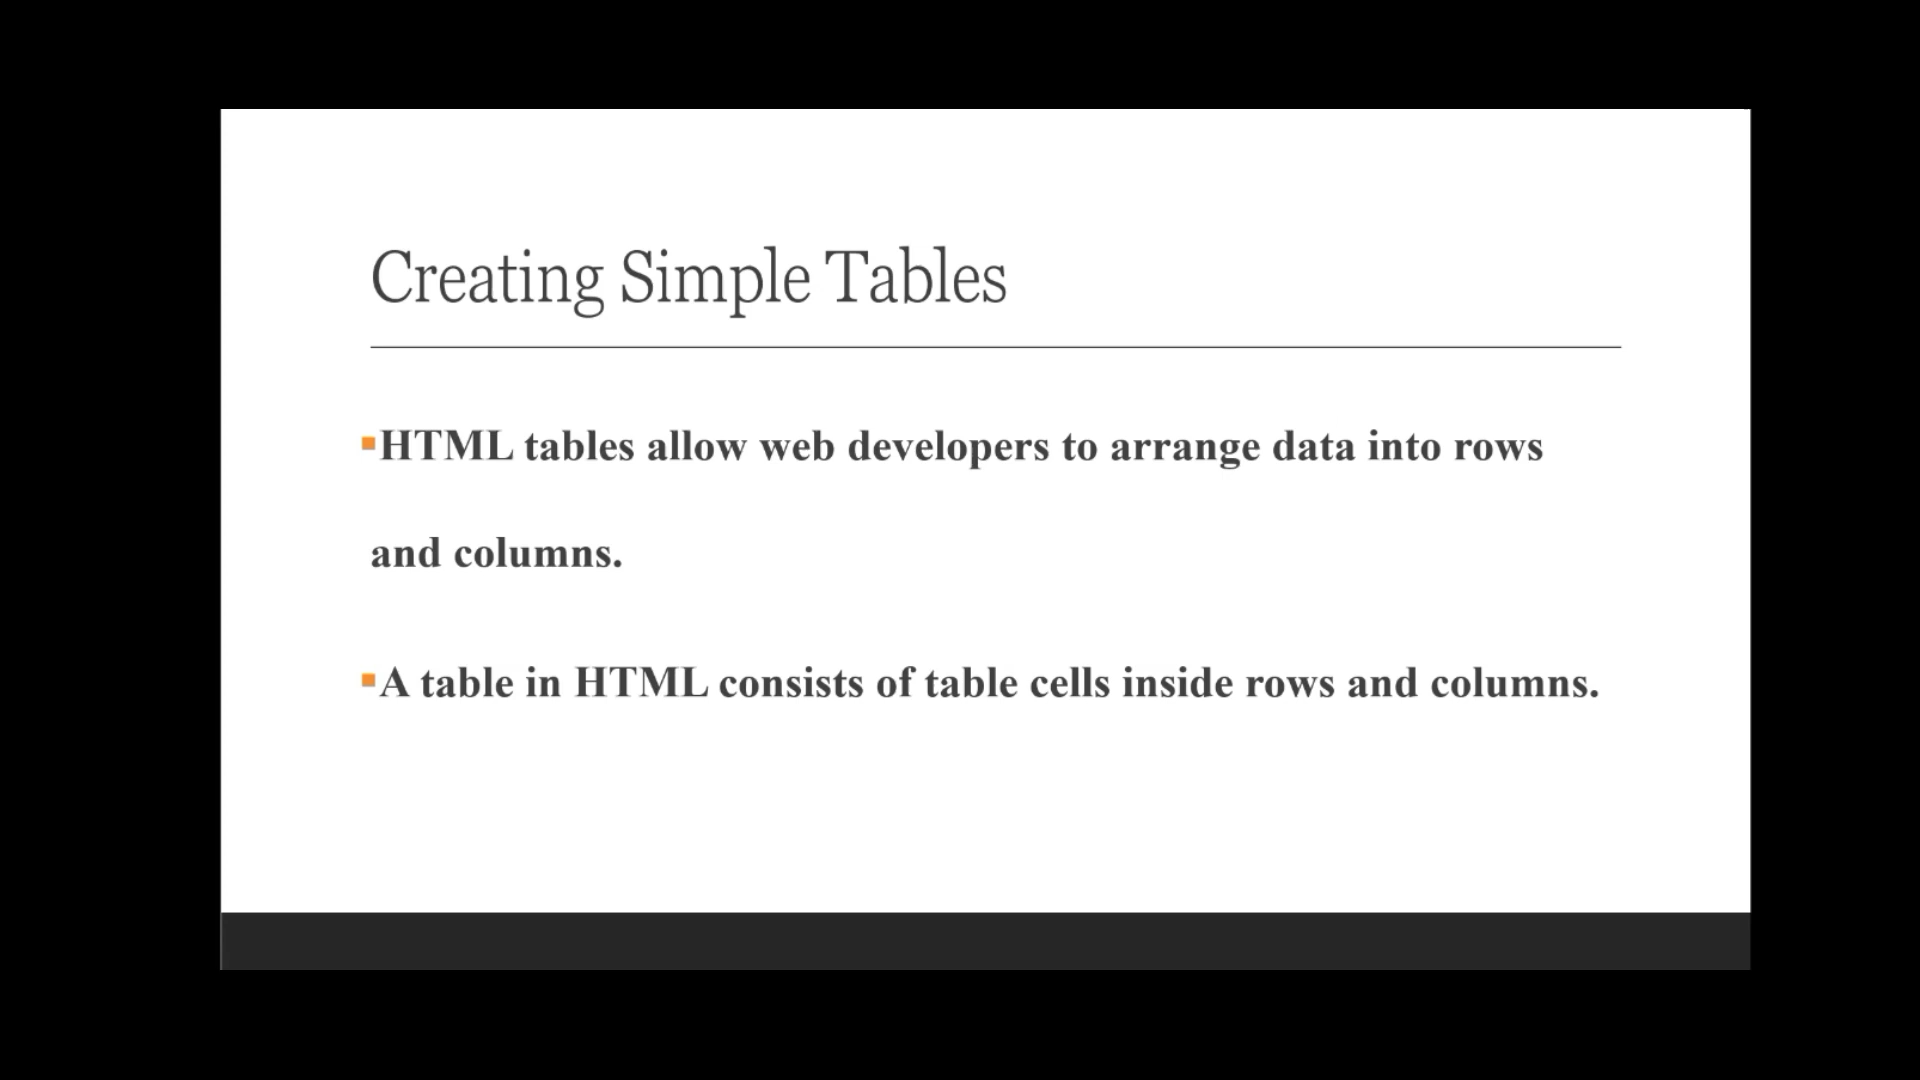 Creating Simple Tables
▪HTML tables allow web developers to arrange data into rows
and columns.
▪A table in HTML consists of table cells inside rows and columns.